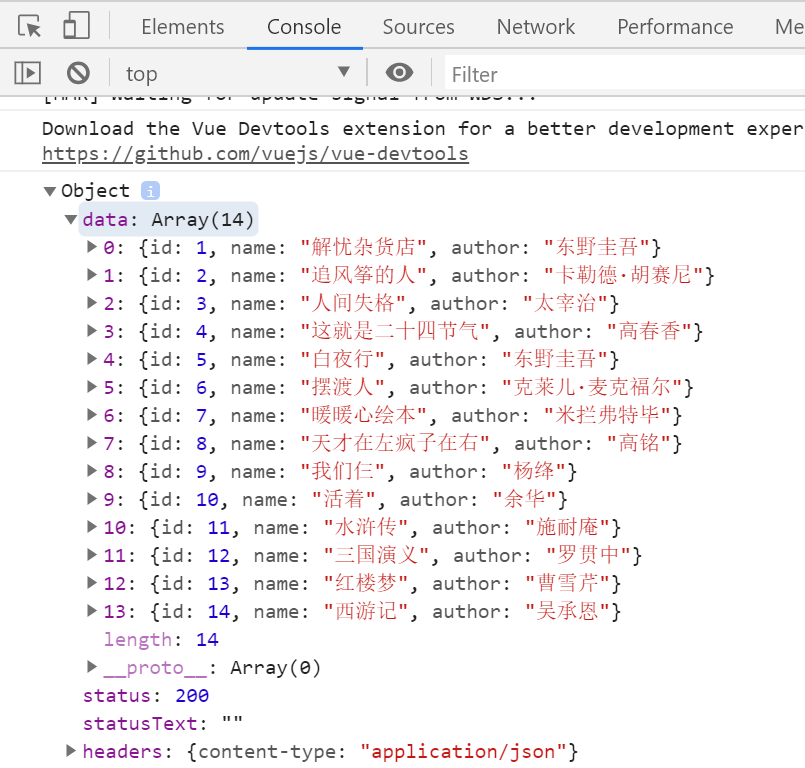 Elements Console Sources Network Performance Me
top Filter
[HMR] Waiting for update signal from WDS...
Download the Vue Devtools extension for a better development exper
https://github.com/vuejs/vue-devtools
Object i
data: Array(14)
0: {id: 1, name: "解忧杂货店", author: "东野圭吾"}
1: {id: 2, name: "追风筝的人", author: "卡勒德·胡赛尼"}
2: {id: 3, name: "人间失格", author: "太宰治"}
3: {id: 4, name: "这就是二十四节气", author: "高春香"}
4: {id: 5, name: "白夜行", author: "东野圭吾"}
5: {id: 6, name: "摆渡人", author: "克莱儿·麦克福尔"}
6: {id: 7, name: "暖暖心绘本", author: "米拦弗特毕"}
7: {id: 8, name: "天才在左疯子在右", author: "高铭"}
8: {id: 9, name: "我们仨", author: "杨绛"}
9: {id: 10, name: "活着", author: "余华"}
10: {id: 11, name: "水浒传", author: "施耐庵"}
11: {id: 12, name: "三国演义", author: "罗贯中"}
12: {id: 13, name: "红楼梦", author: "曹雪芹"}
13: {id: 14, name: "西游记", author: "吴承恩"}
length: 14
__proto__: Array(0)
status: 200
statusText: ""
headers: {content-type: "application/json"}